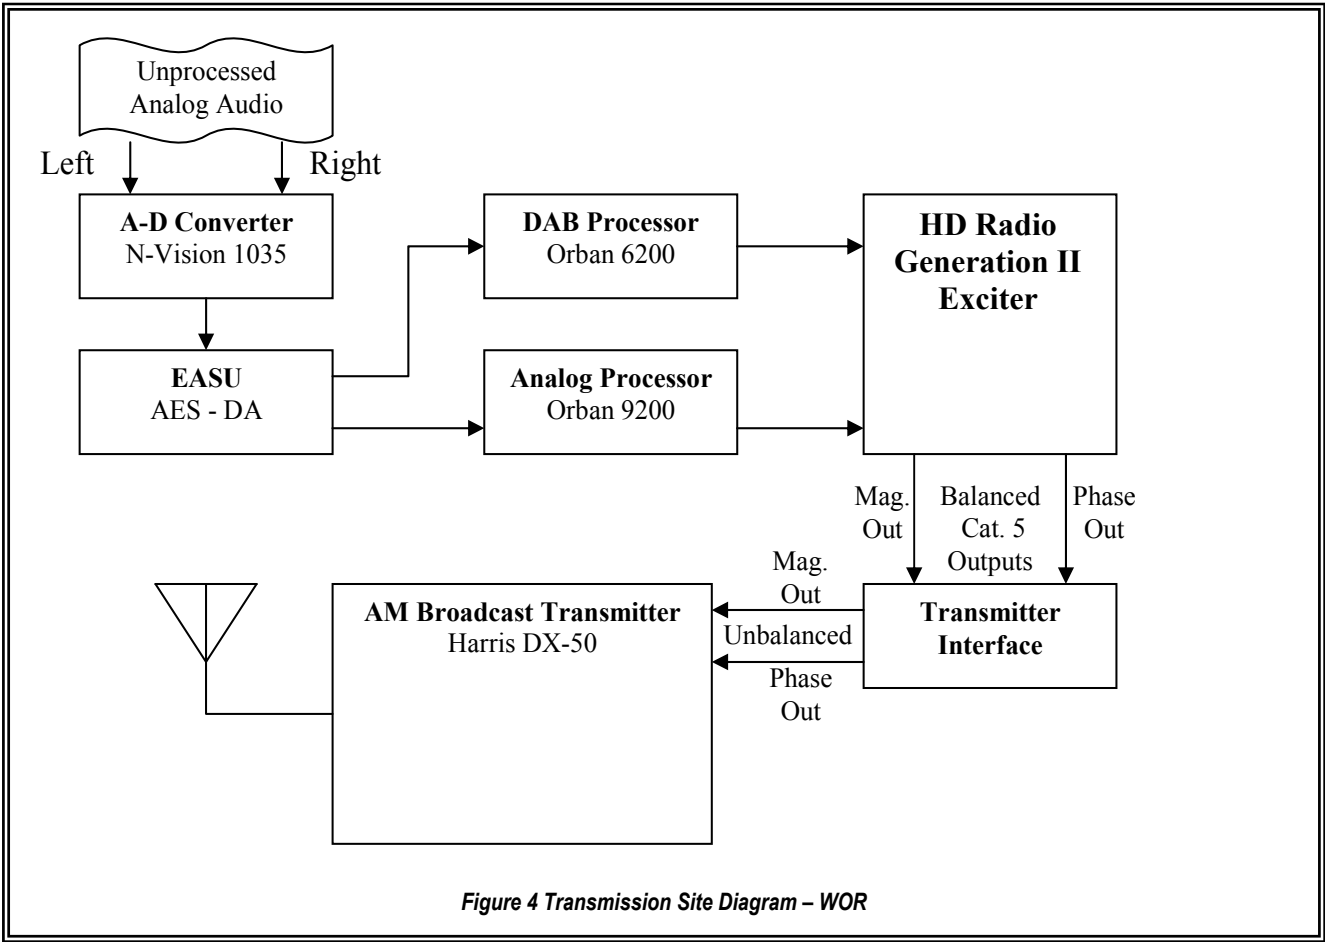 Unprocessed
Analog Audio
Left
Right
A-D Converter
N-Vision 1035
DAB Processor
Orban 6200
HD Radio
Generation II
Exciter
EASU
AES - DA
Analog Processor
Orban 9200
Mag.
Out
Balanced
Cat. 5
Outputs
Phase
Out
Mag.
Out
Unbalanced
Phase
Out
Transmitter
Interface
AM Broadcast Transmitter
Harris DX-50
Figure 4 Transmission Site Diagram – WOR